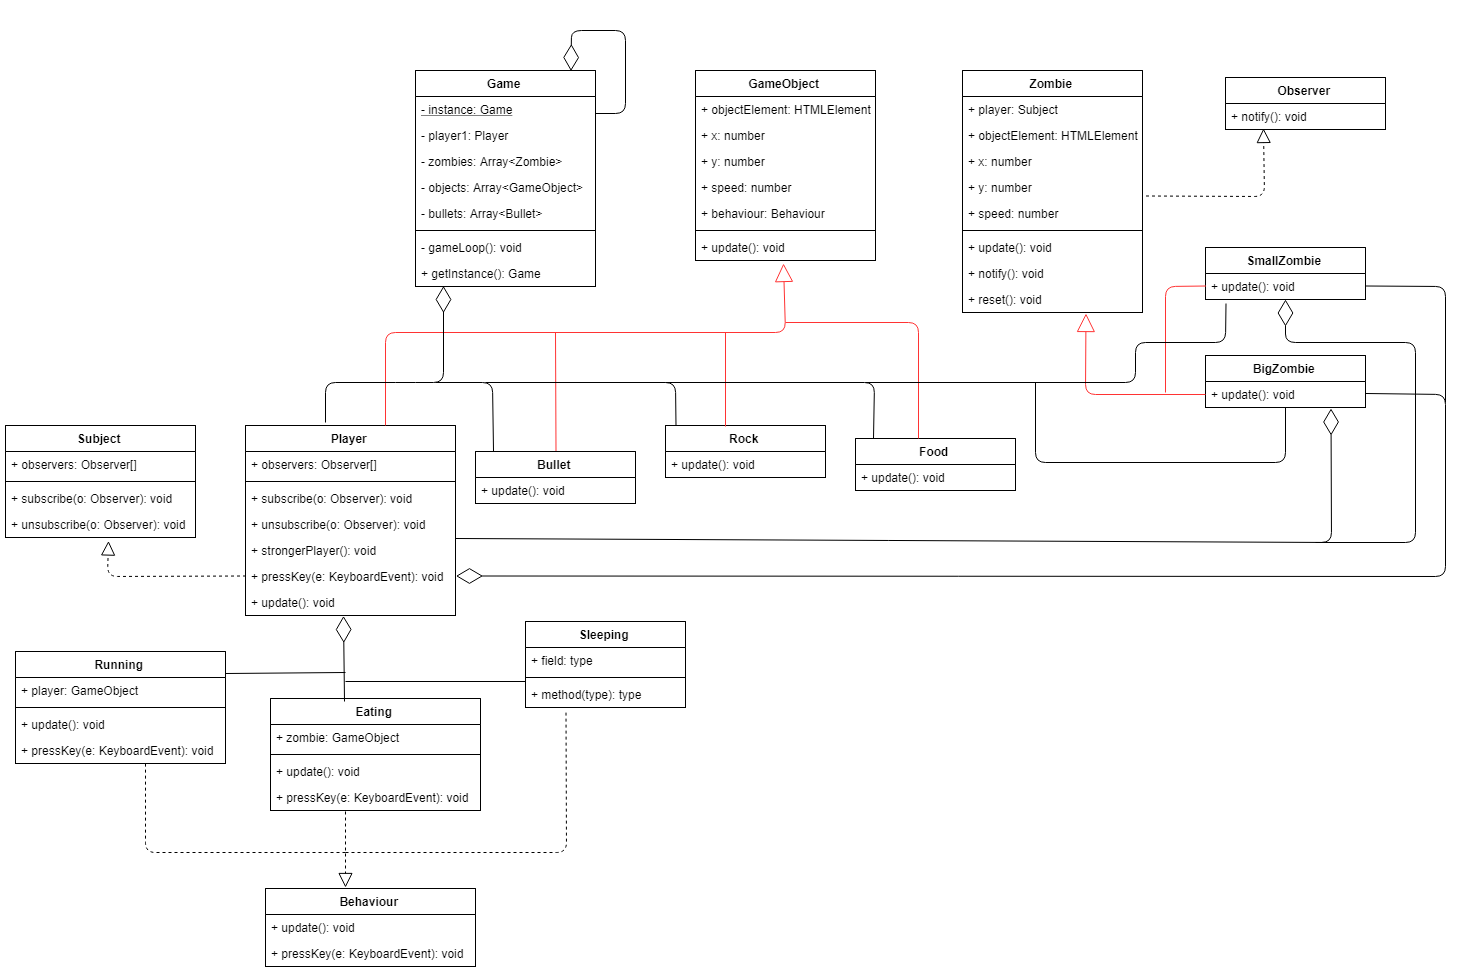 Game
- instance: Game
- player1: Player
- zombies: Array<Zombie>
- objects: Array<GameObject>
- bullets: Array<Bullet>
- gameLoop(): void
+ getInstance(): Game
GameObject
+ objectElement: HTMLElement
+ x: number
+ y: number
+ speed: number
+ behaviour: Behaviour
+ update(): void
Zombie
+ player: Subject
+ objectElement: HTMLElement
+ x: number
+ y: number
+ speed: number
+ update(): void
+ notify(): void
+ reset(): void
Observer
+ notify(): void
SmallZombie
+ update(): void
BigZombie
+ update(): void
Subject
+ observers: Observer[]
+ subscribe(o: Observer): void
+ unsubscribe(o: Observer): void
Player
+ observers: Observer[]
+ subscribe(o: Observer): void
+ unsubscribe(o: Observer): void
+ strongerPlayer(): void
+ pressKey(e: KeyboardEvent): void
+ update(): void
Bullet
+ update(): void
Rock
+ update(): void
Food
+ update(): void
Running
+ player: GameObject
+ update(): void
+ pressKey(e: KeyboardEvent): void
Eating
+ zombie: GameObject
+ update(): void
+ pressKey(e: KeyboardEvent): void
Sleeping
+ field: type
+ method(type): type
Behaviour
+ update(): void
+ pressKey(e: KeyboardEvent): void